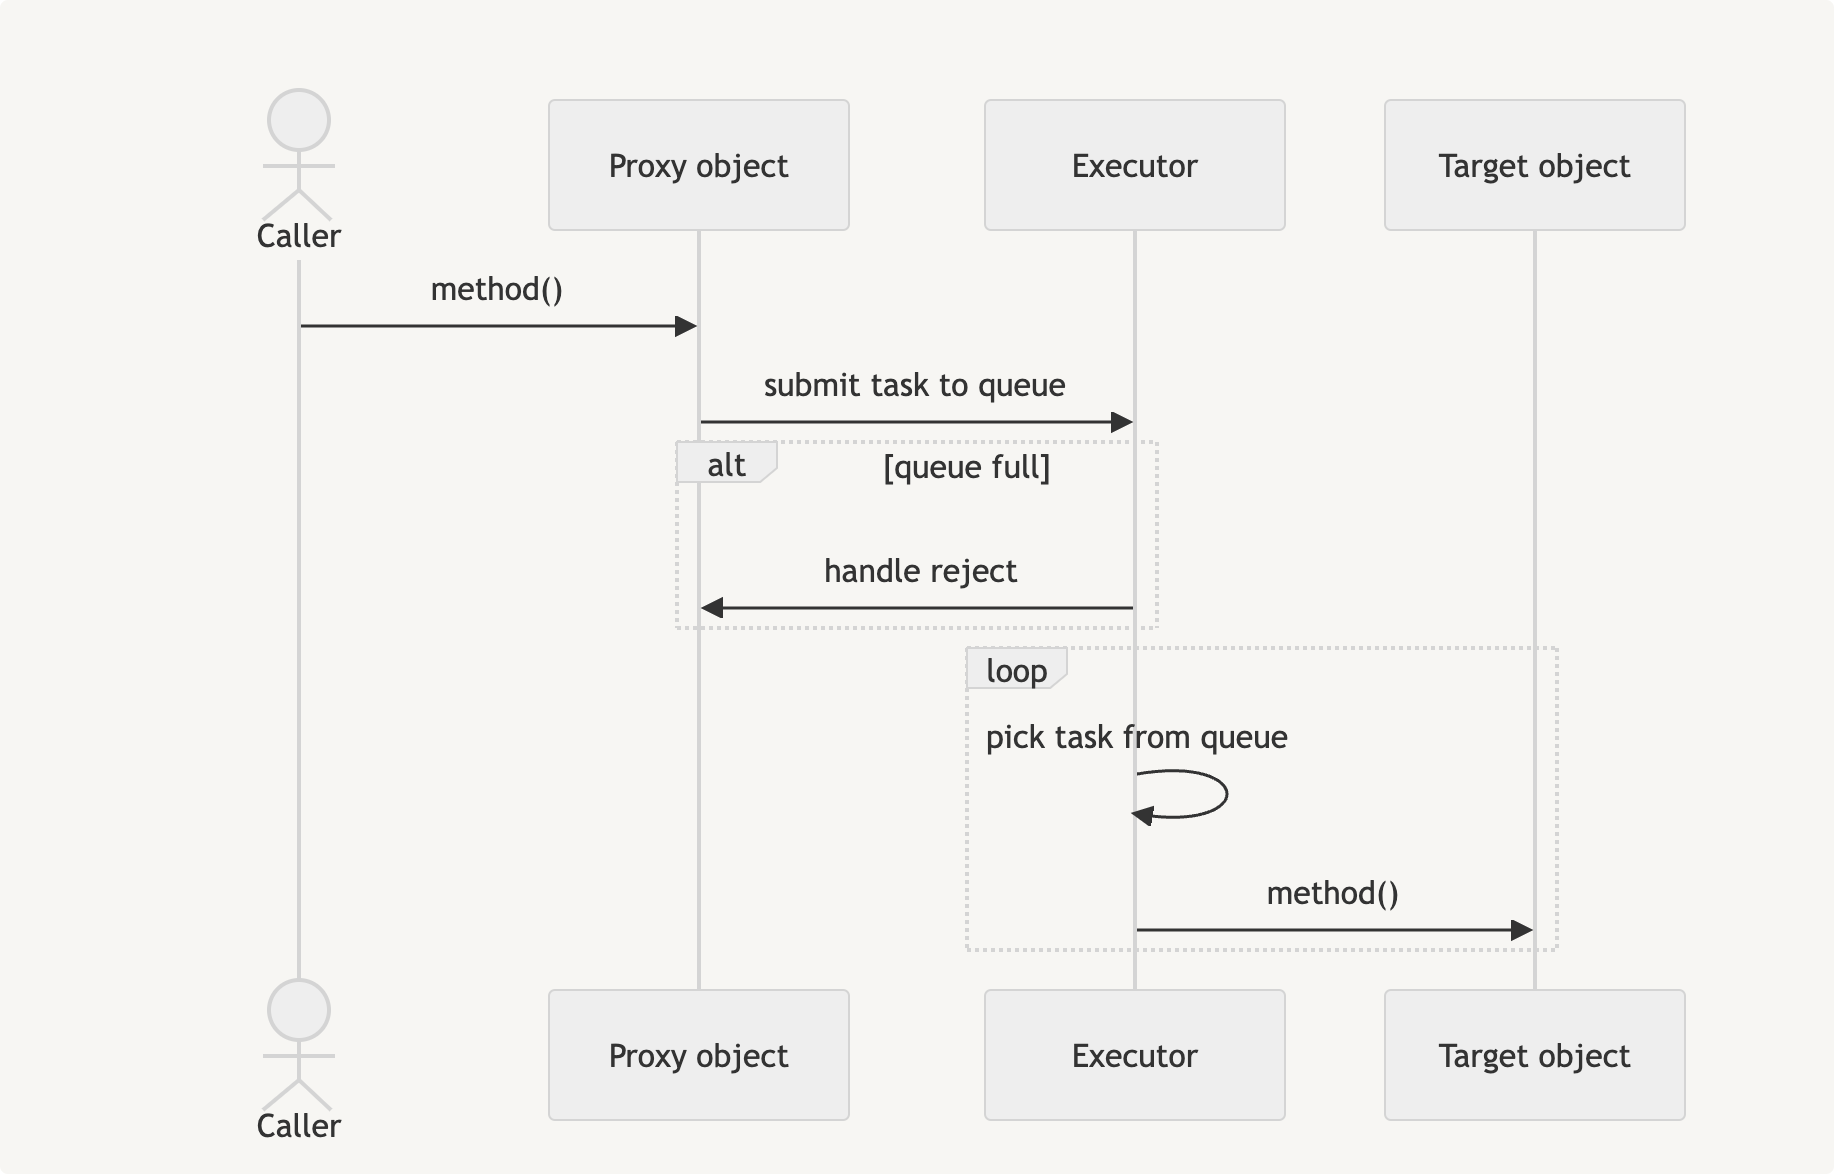 Caller
Proxy object
Executor
Target object
method()
submit task to queue
alt
[queue full]
handle reject
loop
pick task from queue
method()
Caller
Proxy object
Executor
Target object